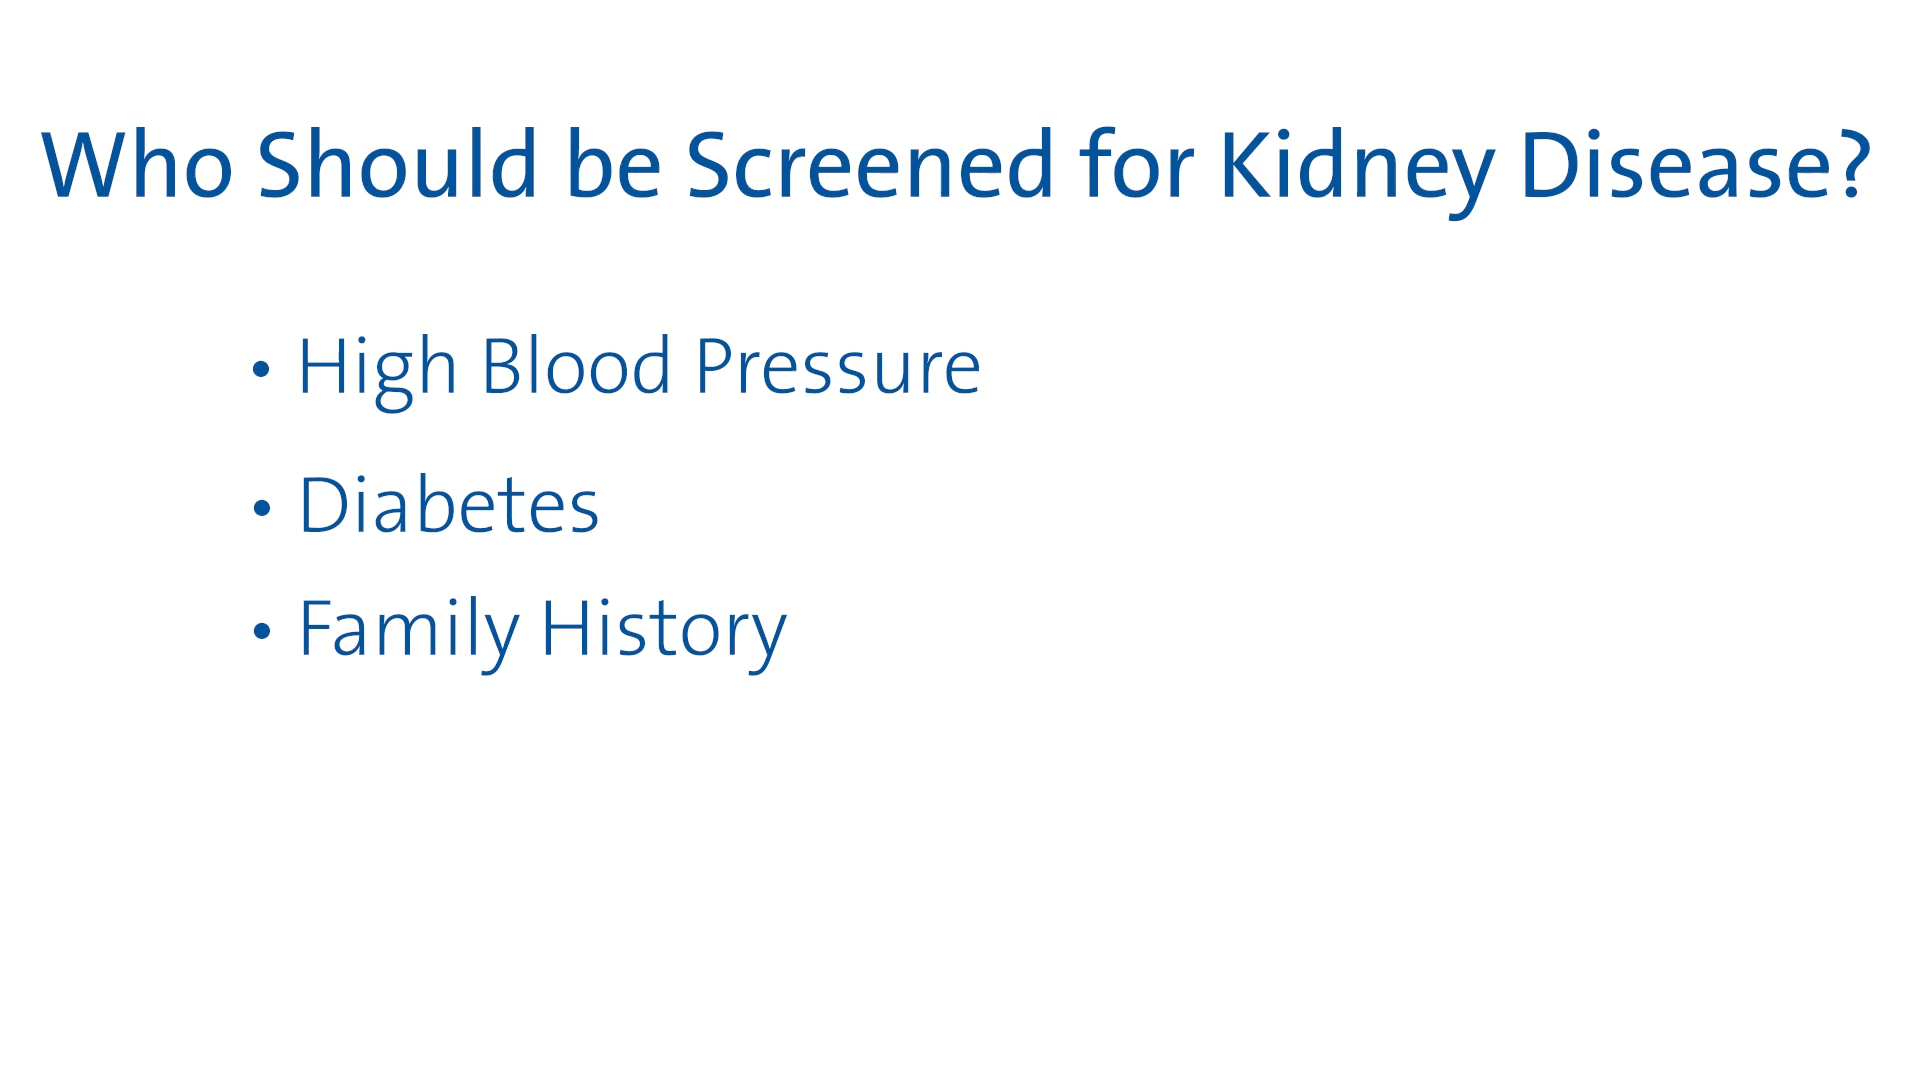 Who Should be Screened for Kidney Disease?
• High Blood Pressure
• Diabetes
• Family History